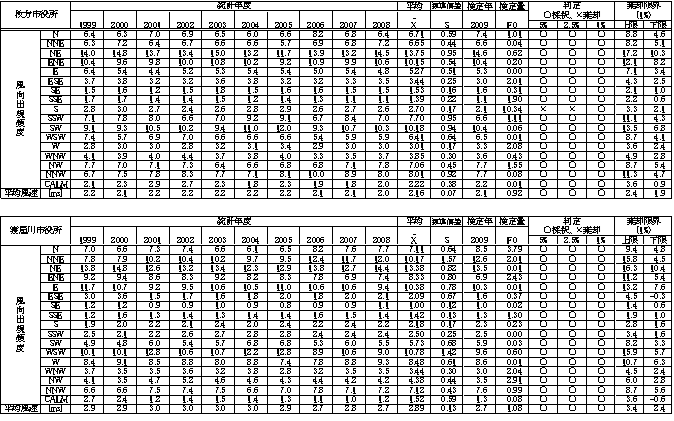 枚方市役所 統計年度 平均 標準偏差 検定年 検定量 判定 棄却限界
1999 2000 2001 2002 2003 2004 2005 2006 2007 2008 X S F0 ○採択、×棄却 (1%)
5% 2.5% 1% 上限 下限
風向出現頻度
N 6.4 6.3 7.0 6.9 6.5 6.0 6.6 8.2 6.8 6.4 6.71 0.59 7.4 1.01 ○ ○ ○ 8.8 4.6
NNE 6.3 7.2 6.4 6.7 6.6 6.6 5.7 6.9 6.8 7.2 6.65 0.44 6.6 0.04 ○ ○ ○ 8.2 5.1
NE 14.0 14.8 13.7 13.4 15.0 13.2 11.7 13.9 13.2 14.5 13.75 0.95 14.6 0.62 ○ ○ ○ 17.2 10.3
ENE 10.4 9.6 9.8 10.0 10.8 10.2 9.2 10.9 9.9 10.6 10.15 0.54 10.4 0.20 ○ ○ ○ 12.1 8.2
E 6.4 5.4 4.4 5.2 5.3 5.4 5.4 5.0 5.4 4.8 5.27 0.51 5.3 0.00 ○ ○ ○ 7.1 3.4
ESE 3.7 3.8 3.2 3.2 3.6 3.8 3.2 3.2 3.3 3.5 3.44 0.25 3.0 2.01 ○ ○ ○ 4.3 2.5
SE 1.5 1.6 1.2 1.5 1.8 1.5 1.6 1.6 1.4 1.6 1.53 0.16 1.6 0.31 ○ ○ ○ 2.1 1.0
SSE 1.7 1.7 1.4 1.4 1.5 1.2 1.4 1.3 1.1 1.1 1.39 0.22 1.1 1.90 ○ ○ ○ 2.2 0.6
S 2.8 3.0 2.7 2.4 2.6 2.8 2.9 2.6 2.7 2.6 2.70 0.17 2.1 10.34 × × ○ 3.3 2.1
SSW 7.1 7.8 8.0 6.6 7.0 9.2 9.1 6.7 8.4 7.0 7.70 0.95 6.6 1.14 ○ ○ ○ 11.1 4.3
SW 9.1 9.3 10.5 10.2 9.4 11.0 12.0 9.3 10.7 10.3 10.18 0.94 10.4 0.06 ○ ○ ○ 13.5 6.8
WSW 7.4 5.7 6.9 7.0 6.6 6.6 6.6 5.4 5.9 5.9 6.41 0.64 6.5 0.01 ○ ○ ○ 8.7 4.1
W 2.8 3.0 3.0 2.8 3.2 3.1 3.4 2.9 3.0 3.0 3.01 0.17 3.3 2.08 ○ ○ ○ 3.6 2.4
WNW 4.1 3.9 4.0 4.4 3.7 3.8 4.0 3.3 3.5 3.7 3.85 0.30 3.6 0.43 ○ ○ ○ 4.9 2.8
NW 7.7 7.0 7.1 7.3 6.4 6.6 6.8 6.8 7.1 7.8 7.06 0.45 7.7 1.55 ○ ○ ○ 8.7 5.4
NNW 6.7 7.5 7.8 8.3 7.7 7.1 8.1 10.0 8.9 8.0 8.01 0.92 7.7 0.08 ○ ○ ○ 11.3 4.7
CALM 2.1 2.3 2.9 2.7 2.3 1.8 2.3 1.9 1.8 2.0 2.22 0.38 2.2 0.01 ○ ○ ○ 3.6 0.9
平均風速 [ms] 2.2 2.1 2.1 2.2 2.2 2.2 2.2 2.2 2.1 2.1 2.16 0.07 2.1 0.92 ○ ○ ○ 2.4 1.9
寝屋川市役所 統計年度 平均 標準偏差 検定年 検定量 判定 棄却限界
1999 2000 2001 2002 2003 2004 2005 2006 2007 2008 X S F0 ○採択、×棄却 (1%)
5% 2.5% 1% 上限 下限
風向出現頻度
N 7.0 6.6 7.3 7.4 6.6 6.1 6.5 8.2 7.6 7.7 7.11 0.64 8.5 3.79 ○ ○ ○ 9.4 4.8
NNE 7.8 7.9 10.2 10.4 10.2 9.7 9.5 12.4 11.7 12.0 10.17 1.57 12.6 2.01 ○ ○ ○ 15.8 4.5
NE 13.8 14.8 12.6 13.2 13.4 12.3 12.9 13.8 12.7 14.4 13.38 0.82 13.5 0.01 ○ ○ ○ 16.3 10.4
ENE 9.2 9.4 8.6 8.3 9.2 8.2 8.3 7.8 6.9 7.4 8.33 0.80 6.9 2.43 ○ ○ ○ 11.2 5.4
E 11.7 10.7 9.2 9.5 10.6 10.5 11.0 10.6 10.6 9.4 10.38 0.78 10.3 0.01 ○ ○ ○ 13.2 7.6
ESE 3.0 3.6 1.5 1.7 1.6 1.8 2.0 1.8 2.0 2.1 2.09 0.67 1.6 0.37 ○ ○ ○ 4.5 -0.3
SE 1.2 1.2 0.9 0.9 1.0 0.9 0.8 0.9 0.9 1.1 1.00 0.12 1.0 0.02 ○ ○ ○ 1.4 0.6
SSE 1.2 1.6 1.3 1.4 1.3 1.4 1.4 1.6 1.5 1.4 1.42 0.13 1.3 1.30 ○ ○ ○ 1.9 1.0
S 1.9 2.0 2.2 2.1 2.4 2.0 2.4 2.2 2.4 2.2 2.18 0.17 2.3 0.23 ○ ○ ○ 2.8 1.6
SSW 2.5 2.1 2.2 2.6 2.7 2.8 2.8 2.4 2.4 2.4 2.50 0.25 2.5 0.00 ○ ○ ○ 3.4 1.6
SW 4.9 4.8 6.0 5.4 5.7 6.8 6.8 5.3 6.0 5.5 5.73 0.68 5.9 0.03 ○ ○ ○ 8.2 3.3
WSW 10.1 10.1 12.8 10.6 10.7 12.2 12.8 8.9 10.6 9.0 10.78 1.42 9.6 0.60 ○ ○ ○ 15.9 5.7
W 8.4 9.1 8.5 8.8 8.0 8.8 7.4 7.8 8.8 9.3 8.48 0.61 8.6 0.01 ○ ○ ○ 10.7 6.3
WNW 3.7 3.5 3.5 3.6 3.2 3.8 2.8 3.2 3.5 3.5 3.44 0.30 3.0 2.04 ○ ○ ○ 4.5 2.4
NW 4.1 3.5 4.7 5.2 4.6 4.6 4.3 4.4 4.2 4.2 4.38 0.44 3.5 2.91 ○ ○ ○ 6.0 2.8
NNW 6.6 6.6 7.5 7.4 7.5 6.6 7.0 7.8 7.1 7.2 7.12 0.43 7.6 0.99 ○ ○ ○ 8.7 5.6
CALM 2.7 2.4 1.2 1.4 1.5 1.4 1.3 1.1 1.0 1.2 1.52 0.59 1.3 0.08 ○ ○ ○ 3.6 -0.6
平均風速 [ms] 2.9 2.9 3.0 3.0 3.0 3.0 2.9 2.7 2.8 2.7 2.89 0.13 2.7 1.08 ○ ○ ○ 3.4 2.4